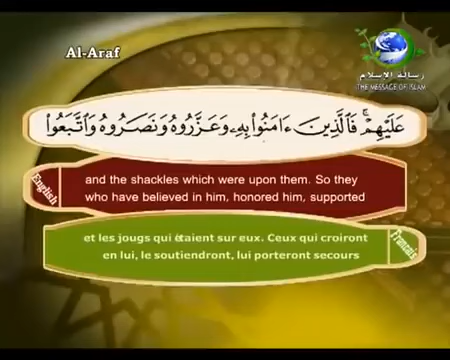 Al-Araf
رسالة الإسلام
THE MESSAGE OF ISLAM
عَلَيْهِمْ ۚ فَالَّذِينَ ءَامَنُوا۟ بِهِۦ وَعَزَّرُوهُ وَنَصَرُوهُ وَاتَّبَعُوا۟
English
and the shackles which were upon them. So they
who have believed in him, honored him, supported
Francais
et les jougs qui étaient sur eux. Ceux qui croiront
en lui, le soutiendront, lui porteront secours